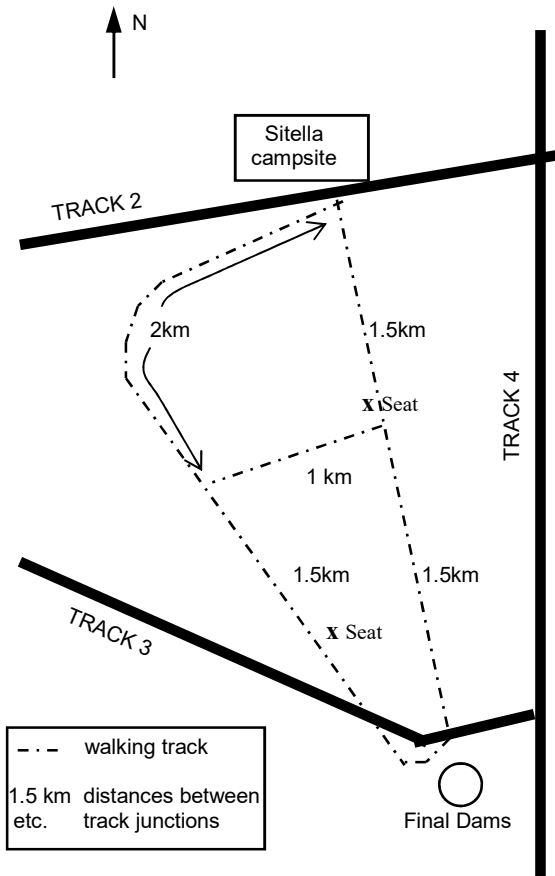 N
Sitella
campsite
TRACK 2
2km
1.5km
x Seat
TRACK 4
1 km
1.5km
1.5km
x Seat
TRACK 3
walking track
1.5 km distances between
etc. track junctions
Final Dams